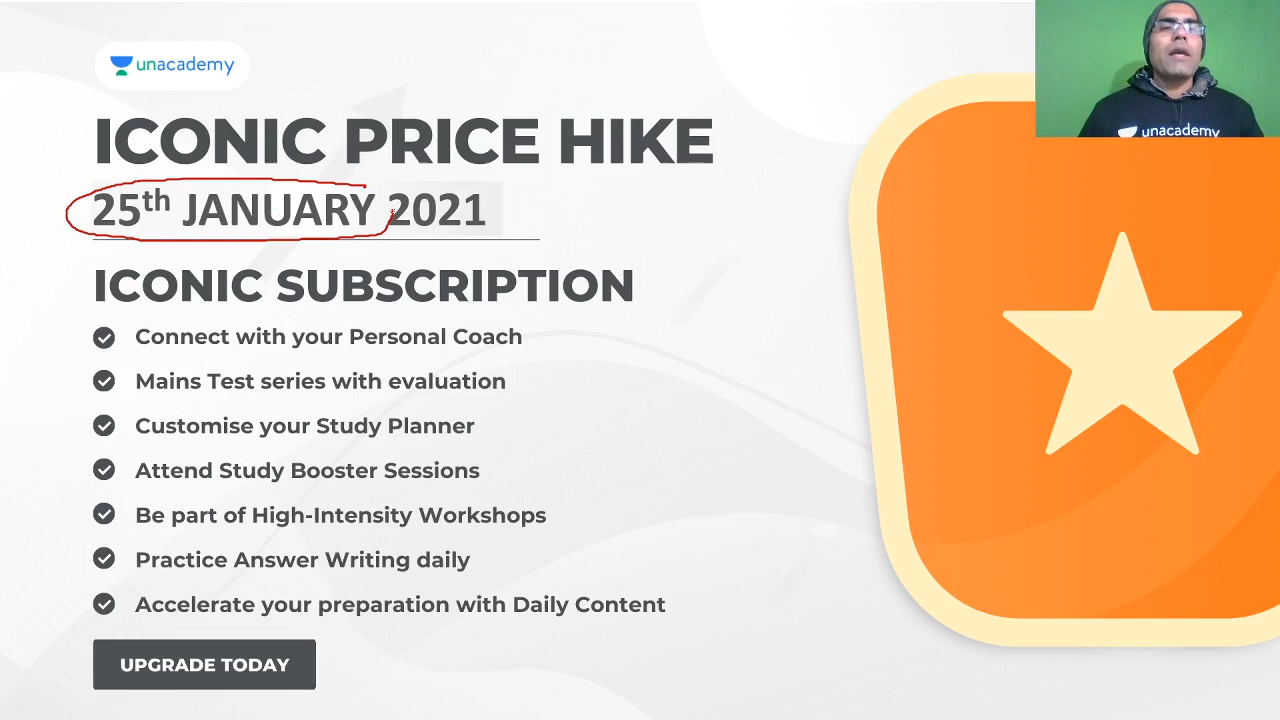 unacademy
ICONIC PRICE HIKE
25th JANUARY 2021
ICONIC SUBSCRIPTION
Connect with your Personal Coach
Mains Test series with evaluation
Customise your Study Planner
Attend Study Booster Sessions
Be part of High-Intensity Workshops
Practice Answer Writing daily
Accelerate your preparation with Daily Content
UPGRADE TODAY
unacademy